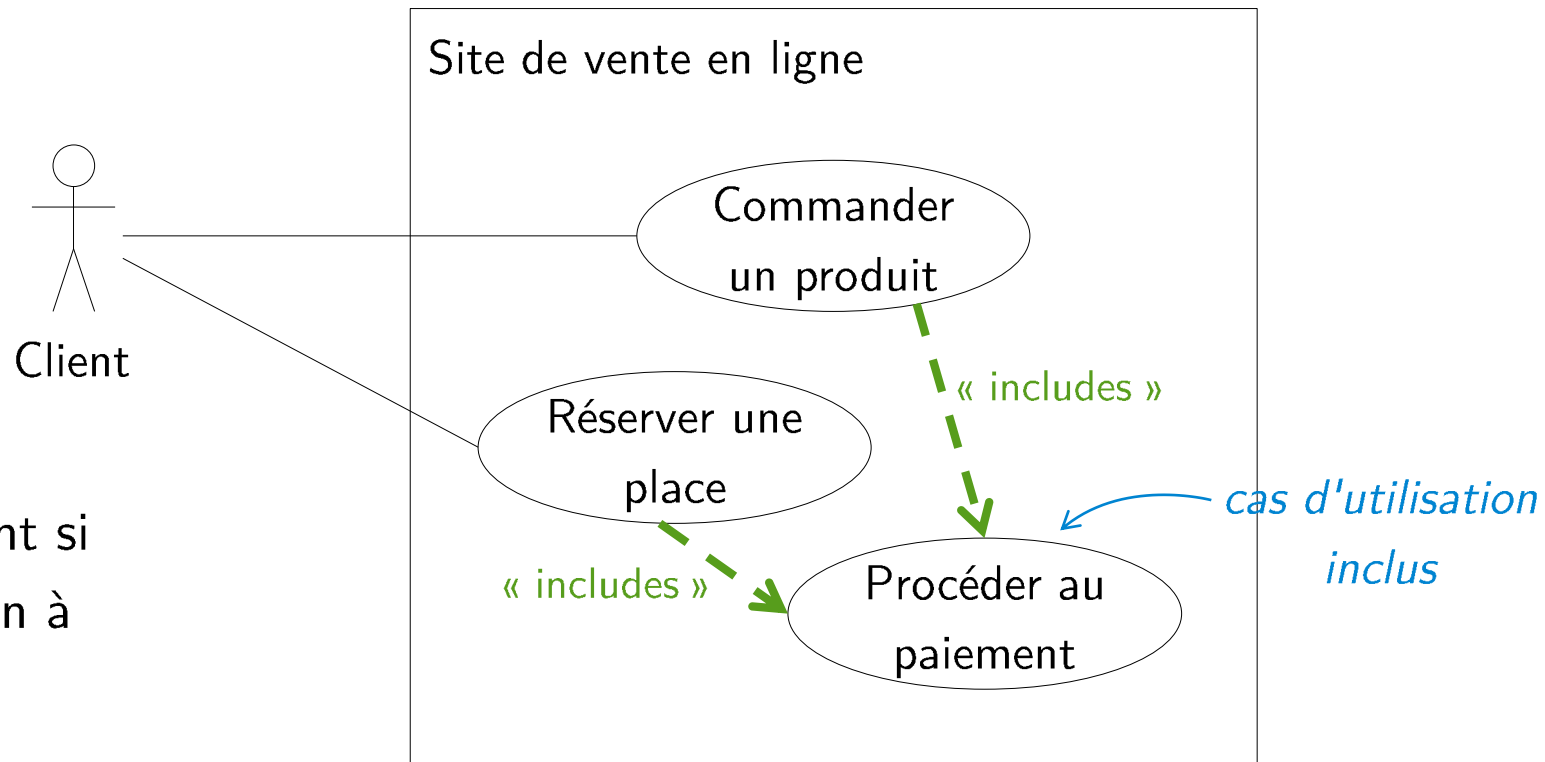 Site de vente en ligne
Commander
un produit
Client
« includes »
Réserver une
place
cas d'utilisation
inclus
nt si
n à
« includes »
Procéder au
paiement